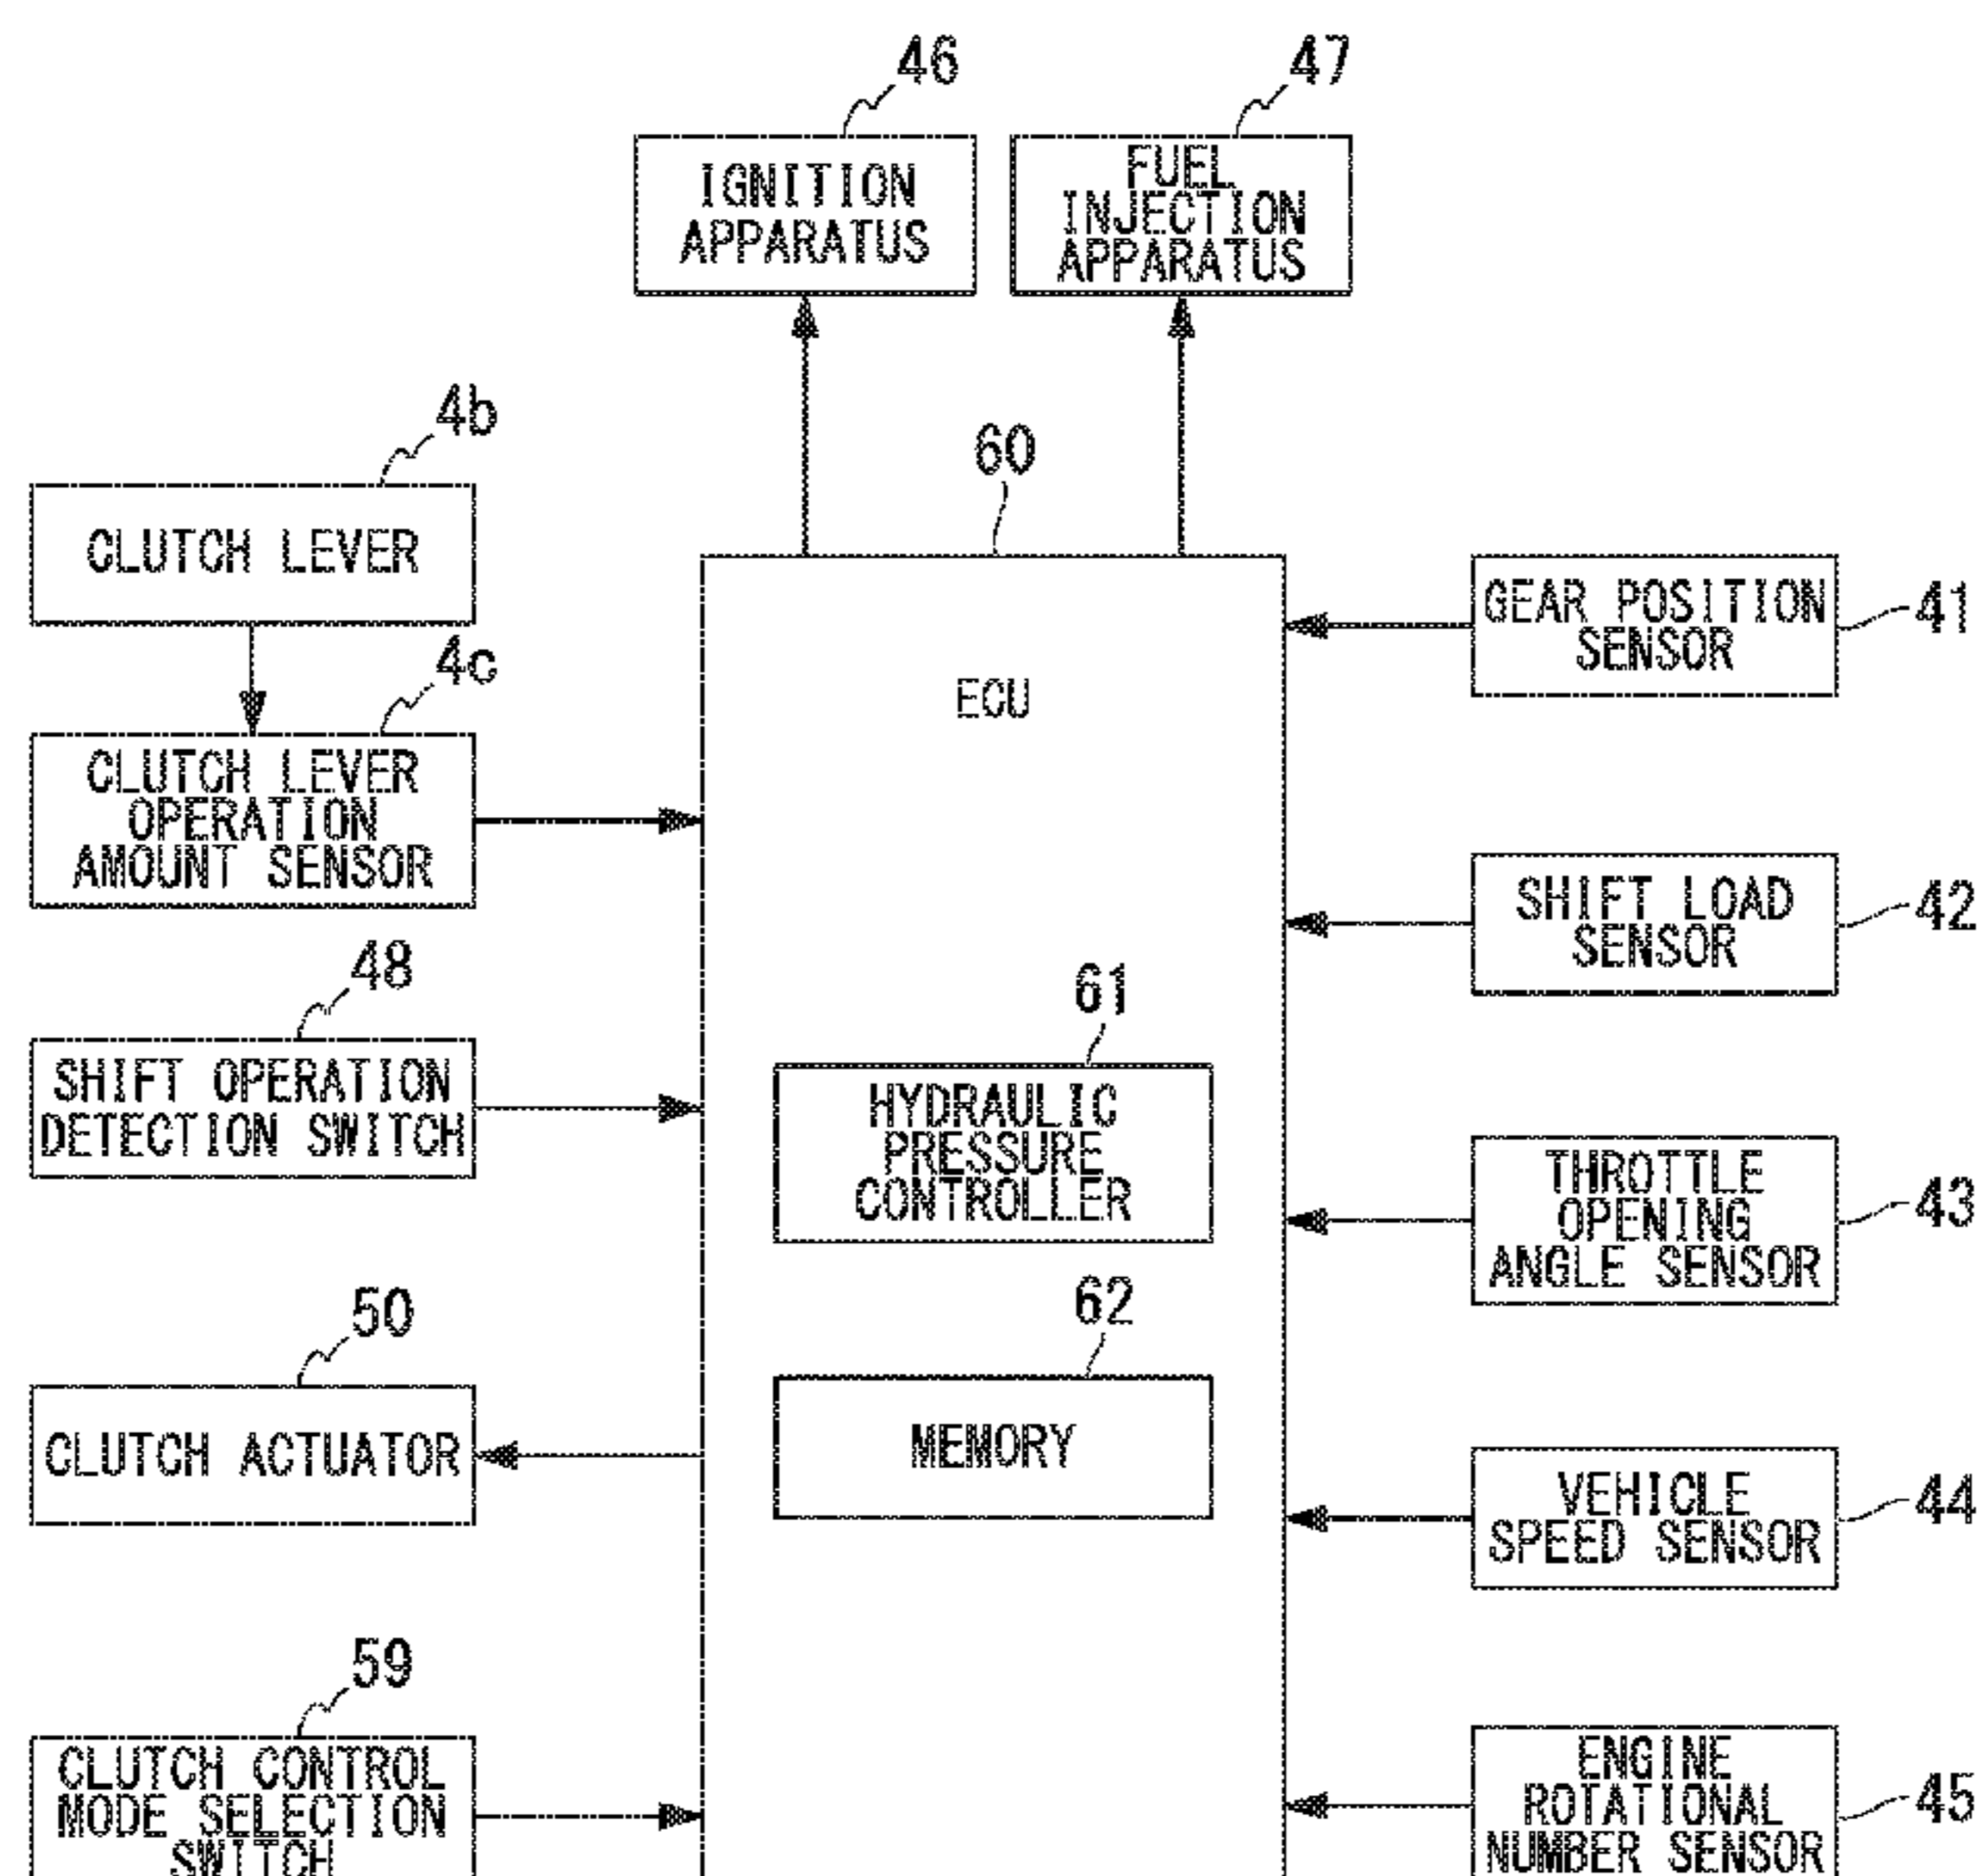 46
47
IGNITION
APPARATUS
FUEL
INJECTION
APPARATUS
4b
60
CLUTCH LEVER
GEAR POSITION
SENSOR
41
4c
ECU
CLUTCH LEVER
OPERATION
AMOUNT SENSOR
SHIFT LOAD
SENSOR
42
48
61
SHIFT OPERATION
DETECTION SWITCH
HYDRAULIC
PRESSURE
CONTROLLER
THROTTLE
OPENING
ANGLE SENSOR
43
50
62
CLUTCH ACTUATOR
MEMORY
VEHICLE
SPEED SENSOR
44
59
CLUTCH CONTROL
MODE SELECTION
SWITCH
ENGINE
ROTATIONAL
NUMBER SENSOR
45